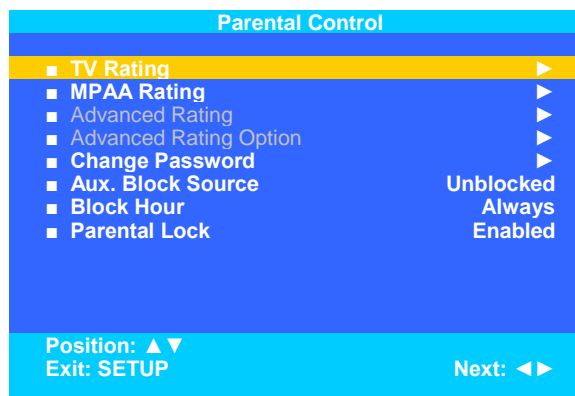 Parental Control
■ TV Rating ►
■ MPAA Rating ►
■ Advanced Rating ►
■ Advanced Rating Option ►
■ Change Password ►
■ Aux. Block Source Unblocked
■ Block Hour Always
■ Parental Lock Enabled
Position: ▲▼
Exit: SETUP Next: ◄►